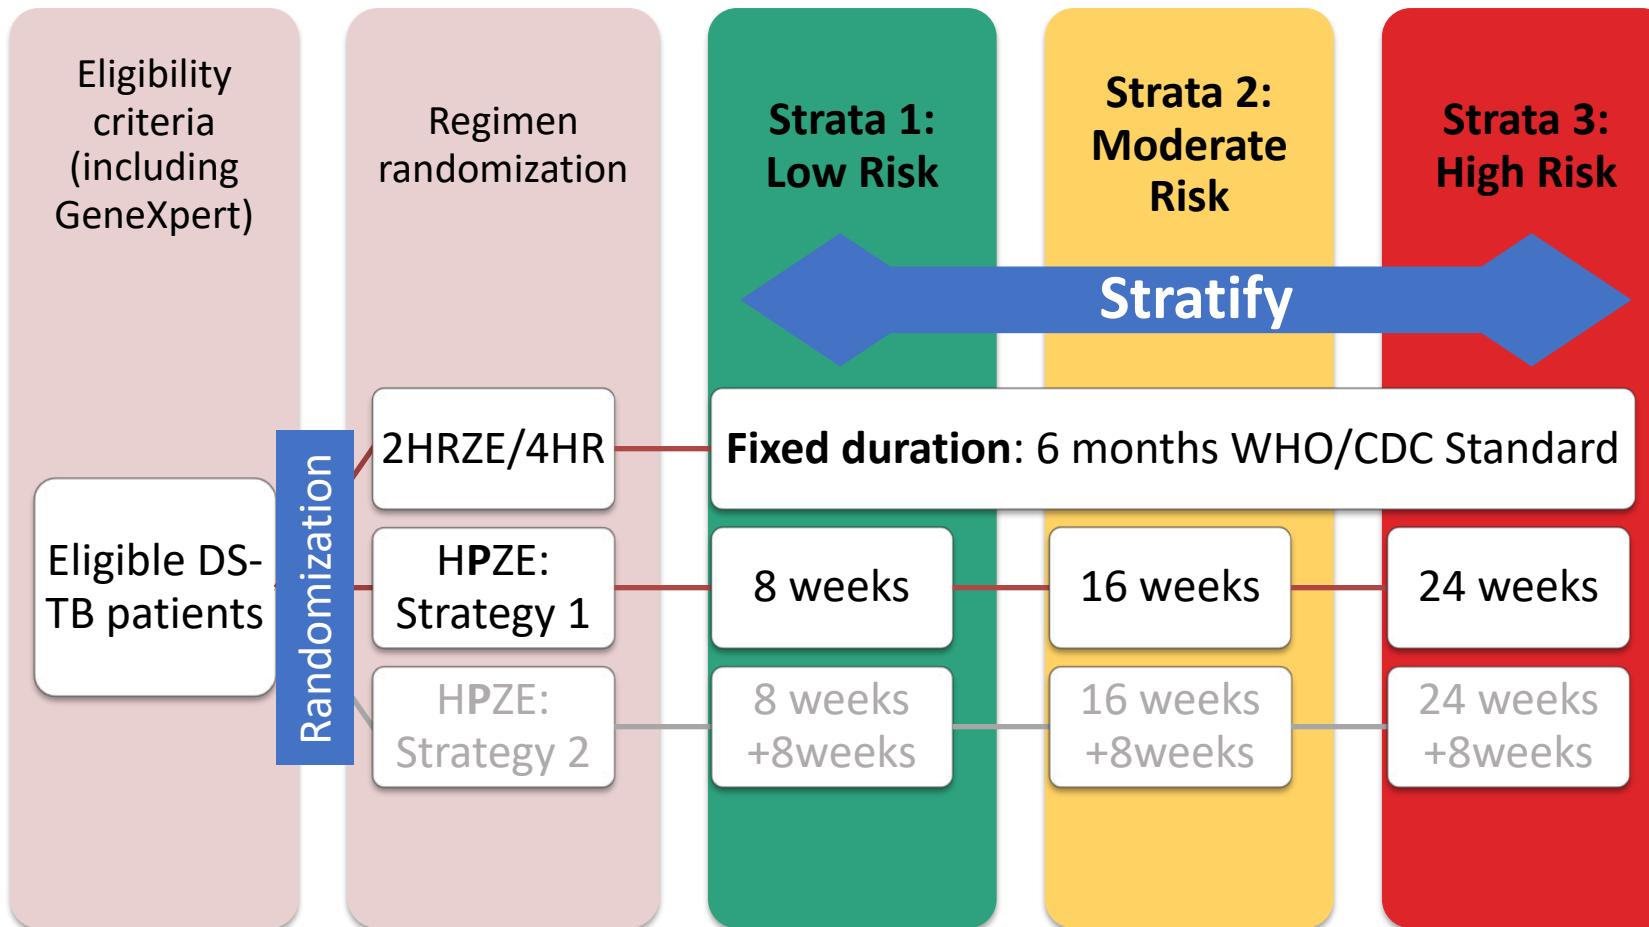 Eligibility
criteria
(including
GeneXpert)
Regimen
randomization
Strata 1:
Low Risk
Strata 2:
Moderate
Risk
Strata 3:
High Risk
Stratify
Randomization
Eligible DS-
TB patients
2HRZE/4HR
Fixed duration: 6 months WHO/CDC Standard
HPZE:
Strategy 1
8 weeks
16 weeks
24 weeks
HPZE:
Strategy 2
8 weeks
+8weeks
16 weeks
+8weeks
24 weeks
+8weeks